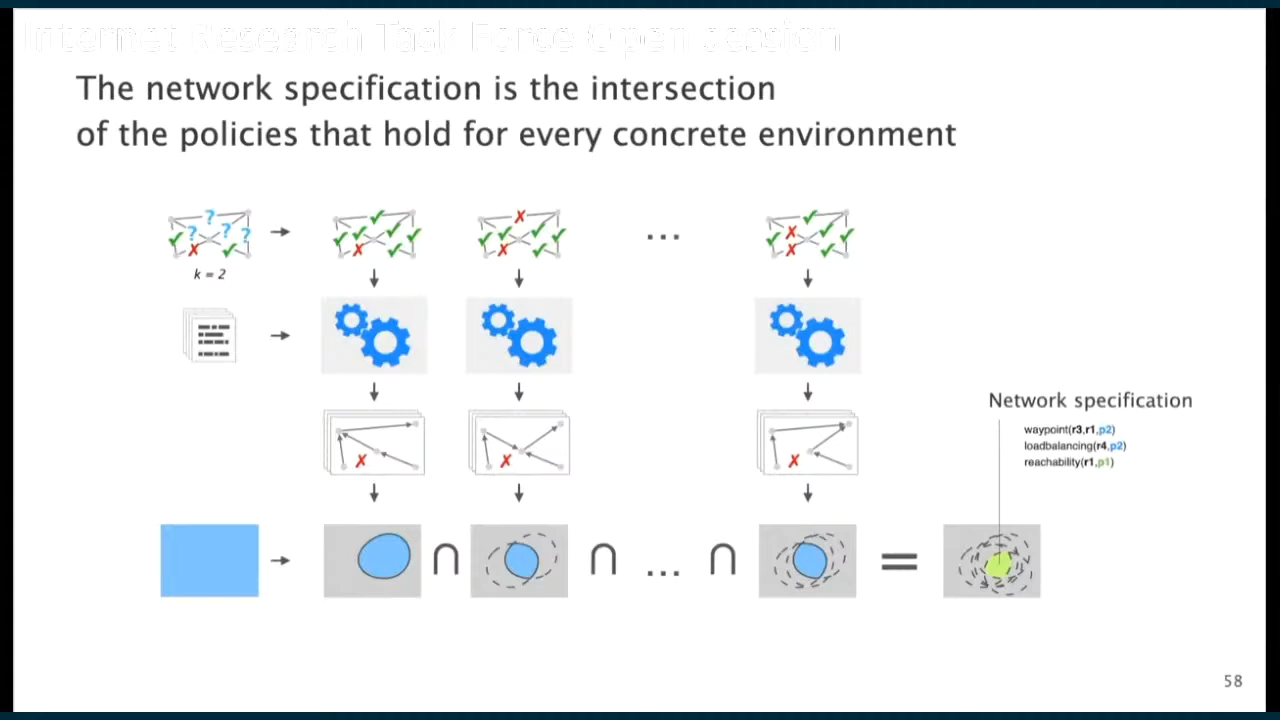 Internet Research Task Force Open session
The network specification is the intersection
of the policies that hold for every concrete environment
? ? ? ?
k = 2
...
Network specification
waypoint(r3,r1,p2)
loadbalancing(r4,p2)
reachability(r1,p1)
∩ ∩ ... ∩ =
58